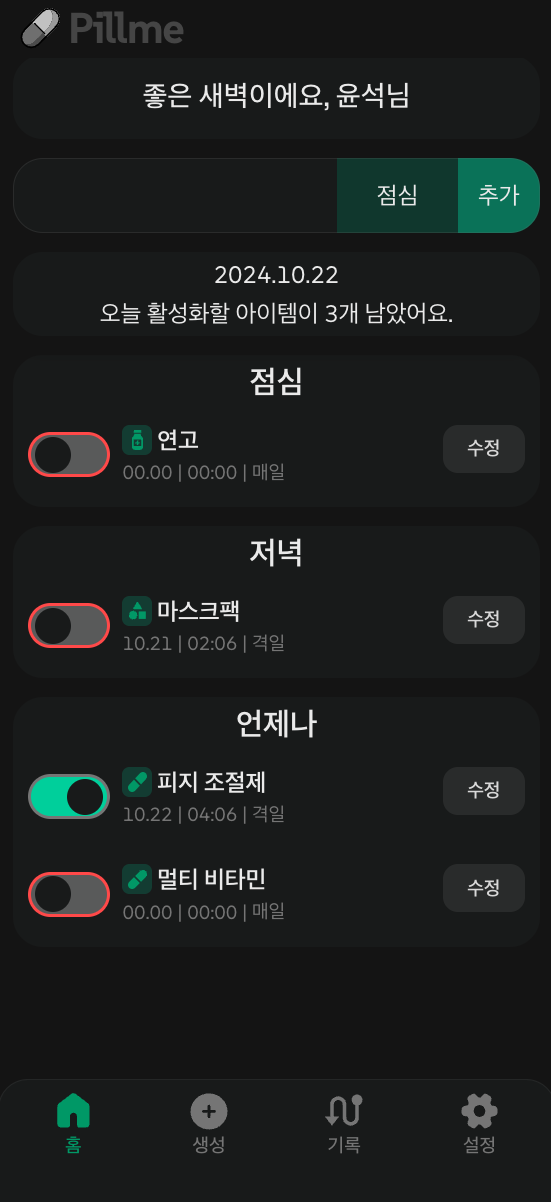 Pillme
좋은 새벽이에요, 윤석님
점심 추가
2024.10.22
오늘 활성화할 아이템이 3개 남았어요.
점심
연고
00.00 | 00:00 | 매일
수정
저녁
마스크팩
10.21 | 02:06 | 격일
수정
언제나
피지 조절제
10.22 | 04:06 | 격일
수정
멀티 비타민
00.00 | 00:00 | 매일
수정
홈 생성 기록 설정